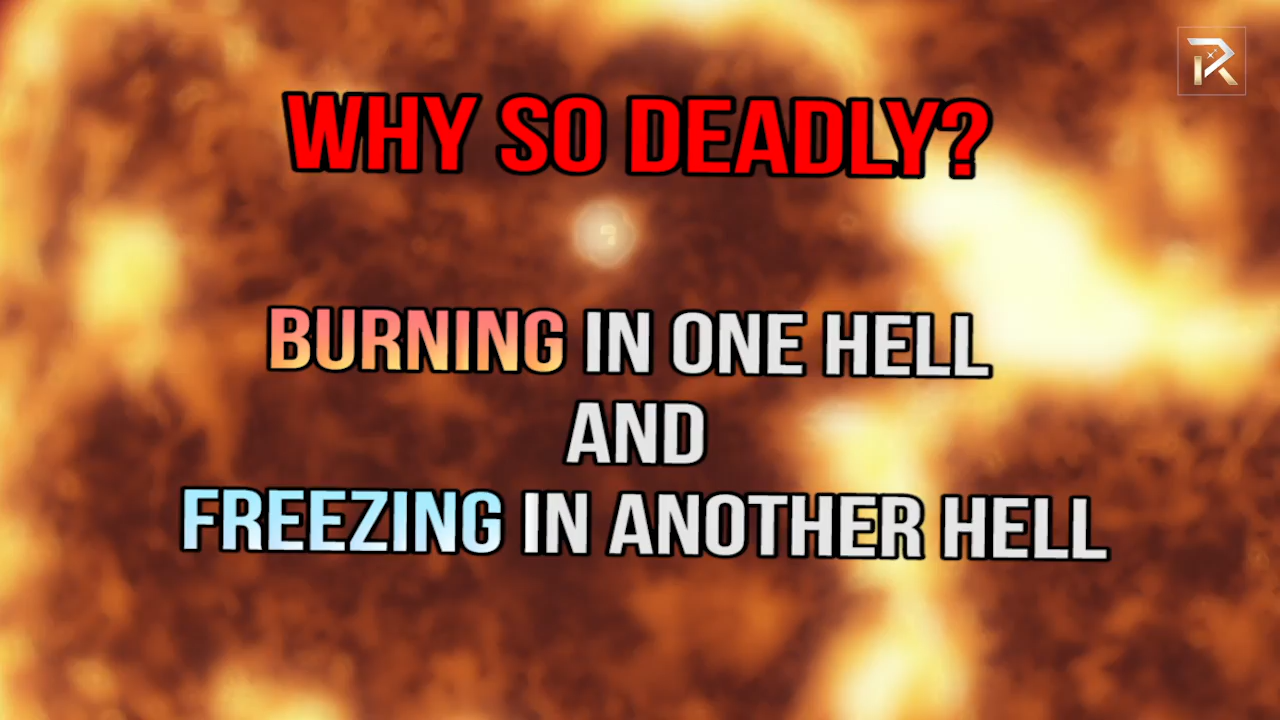 WHY SO DEADLY?
BURNING IN ONE HELL
AND
FREEZING IN ANOTHER HELL